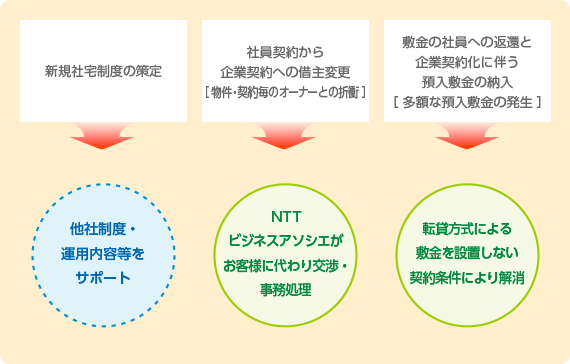 新規社宅制度の策定
社員契約から
企業契約への借主変更
[ 物件・契約毎のオーナーとの折衝 ]
敷金の社員への返還と
企業契約化に伴う
預入敷金の納入
[ 多額な預入敷金の発生 ]
他社制度・
運用内容等を
サポート
NTT
ビジネスアソシエが
お客様に代わり交渉・
事務処理
転貸方式による
敷金を設置しない
契約条件により解消